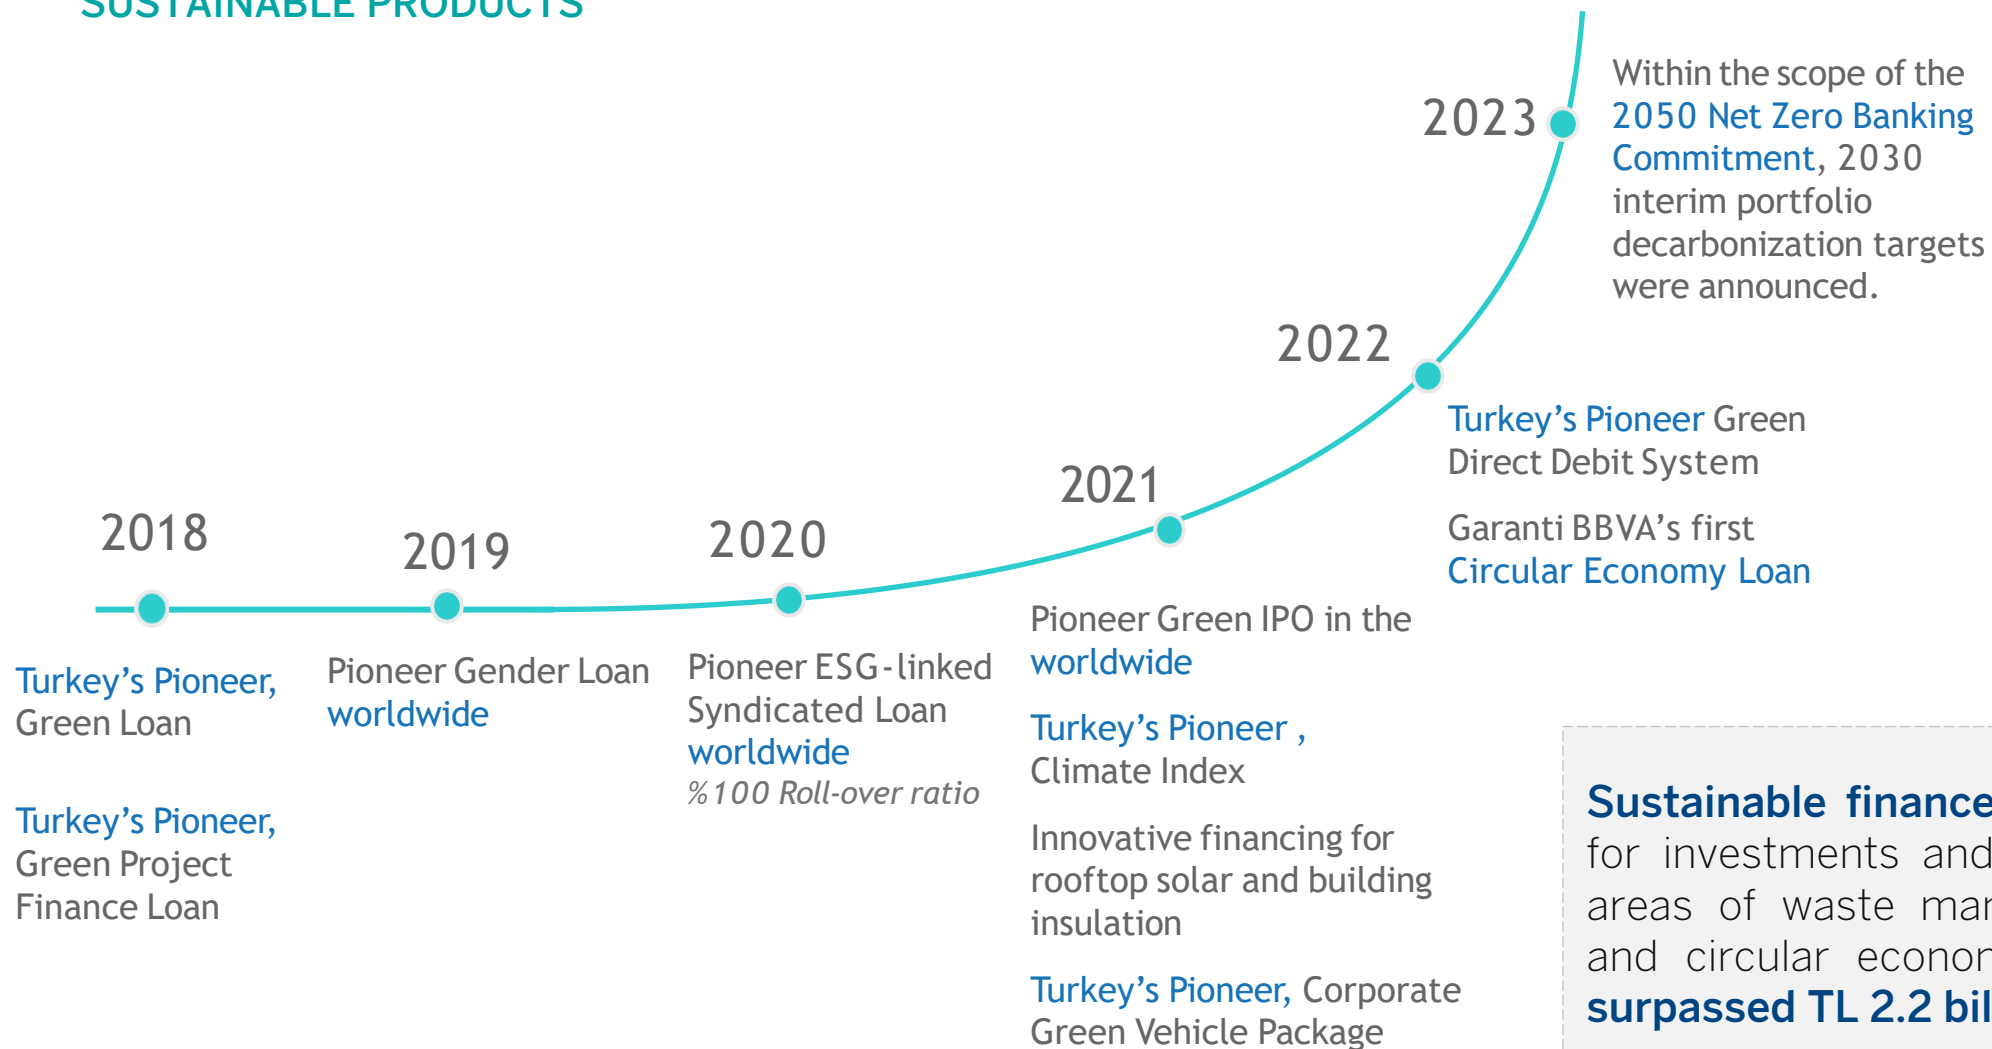 SUSTAINABLE PRODUCTS
2018
Turkey’s Pioneer,
Green Loan
Turkey’s Pioneer,
Green Project
Finance Loan
2019
Pioneer Gender Loan
worldwide
2020
Pioneer ESG-linked
Syndicated Loan
worldwide
%100 Roll-over ratio
2021
Pioneer Green IPO in the
worldwide
Turkey’s Pioneer ,
Climate Index
Innovative financing for
rooftop solar and building
insulation
Turkey’s Pioneer, Corporate
Green Vehicle Package
2022
Turkey’s Pioneer Green
Direct Debit System
Garanti BBVA’s first
Circular Economy Loan
2023
Within the scope of the
2050 Net Zero Banking
Commitment, 2030
interim portfolio
decarbonization targets
were announced.
Sustainable finance
for investments and
areas of waste
and circular
surpassed TL 2.2